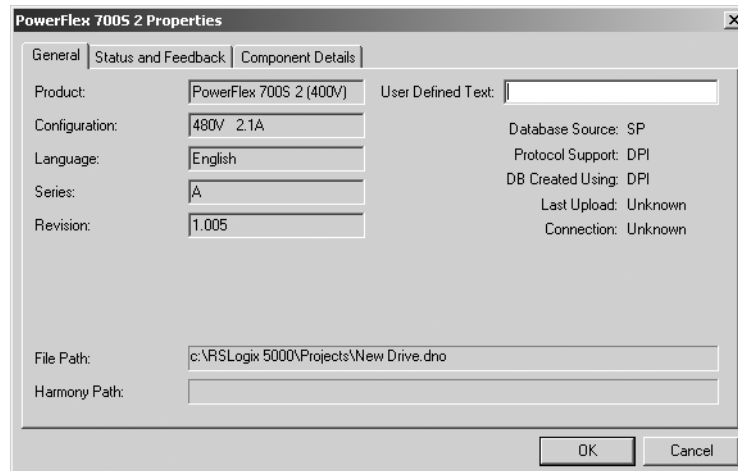 PowerFlex 700S 2 Properties
General
Status and Feedback
Component Details
Product: PowerFlex 700S 2 (400V)
User Defined Text:
Configuration: 480V 2.1A
Database Source: SP
Language: English
Protocol Support: DPI
DB Created Using: DPI
Series: A
Last Upload: Unknown
Revision: 1.005
Connection: Unknown
File Path: c:\RSLogix 5000\Projects\New Drive.dno
Harmony Path:
OK
Cancel